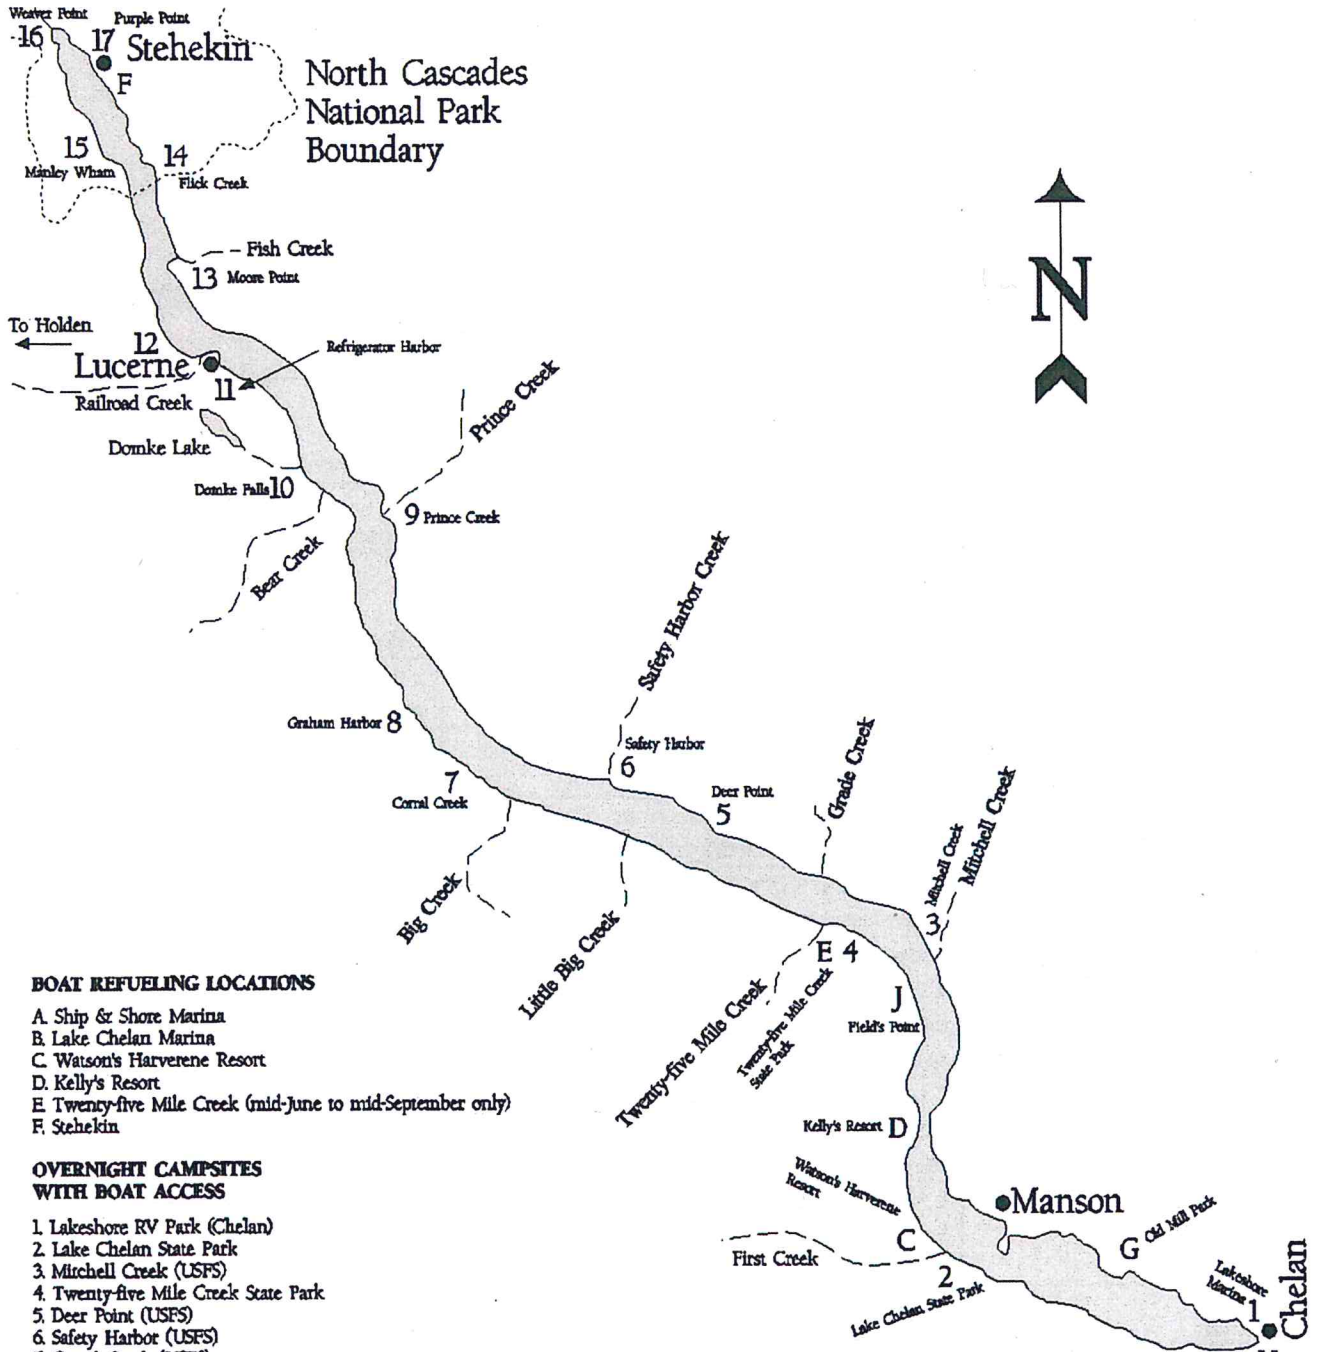 Weaver Point
16
17
Purple Point
Stehekin
F
North Cascades
National Park
Boundary
15
Manley Wham
14
Flick Creek
Fish Creek
13
Moore Point
N
To Holden
12
Lucerne
11
Refrigerator Harbor
Railroad Creek
Domke Lake
Domke Falls
10
Prince Creek
9
Prince Creek
Bear Creek
Safety Harbor Creek
Graham Harbor
8
Safety Harbor
6
7
Corral Creek
Deer Point
5
Grade Creek
Mitchell Creek
Mitchell Creek
3
Big Creek
Little Big Creek
E
4
Twenty-five Mile Creek
Twenty-five Mile Creek
State Park
J
Field's Point
Kelly's Resort
D
Watson's Harverene
Resort
C
First Creek
2
Lake Chelan State Park
Manson
G
Old Mill Park
Lakeshore
Marina
1
Chelan
BOAT REFUELING LOCATIONS
A. Ship & Shore Marina
B. Lake Chelan Marina
C. Watson's Harverene Resort
D. Kelly's Resort
E. Twenty-five Mile Creek (mid-June to mid-September only)
F. Stehekin
OVERNIGHT CAMPSITES
WITH BOAT ACCESS
1. Lakeshore RV Park (Chelan)
2. Lake Chelan State Park
3. Mitchell Creek (USFS)
4. Twenty-five Mile Creek State Park
5. Deer Point (USFS)
6. Safety Harbor (USFS)